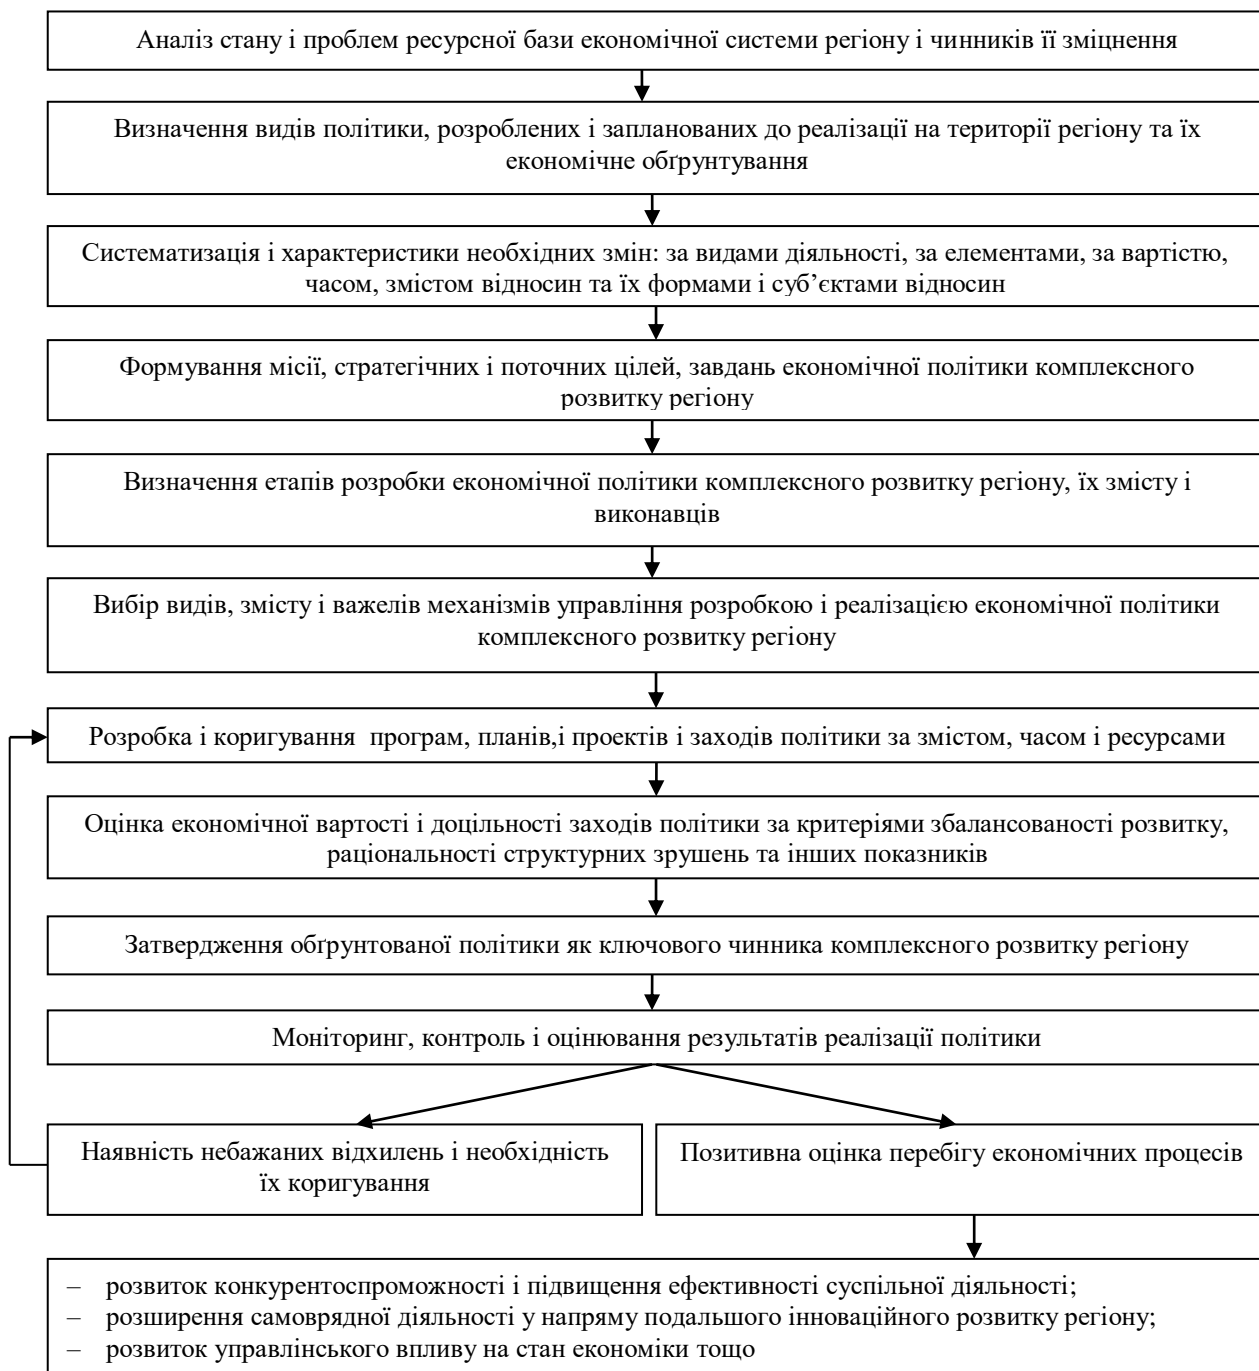 Аналіз стану і проблем ресурсної бази економічної системи регіону і чинників її зміцнення
Визначення видів політики, розроблених і запланованих до реалізації на території регіону та їх
економічне обґрунтування
Систематизація і характеристики необхідних змін: за видами діяльності, за елементами, за вартістю,
часом, змістом відносин та їх формами і суб’єктами відносин
Формування місії, стратегічних і поточних цілей, завдань економічної політики комплексного
розвитку регіону
Визначення етапів розробки економічної політики комплексного розвитку регіону, їх змісту і
виконавців
Вибір видів, змісту і важелів механізмів управління розробкою і реалізацією економічної політики
комплексного розвитку регіону
Розробка і коригування  програм, планів,і проектів і заходів політики за змістом, часом і ресурсами
Оцінка економічної вартості і доцільності заходів політики за критеріями збалансованості розвитку,
раціональності структурних зрушень та інших показників
Затвердження обґрунтованої політики як ключового чинника комплексного розвитку регіону
Моніторинг, контроль і оцінювання результатів реалізації політики
Наявність небажаних відхилень і необхідність
їх коригування
Позитивна оцінка перебігу економічних процесів
– розвиток конкурентоспроможності і підвищення ефективності суспільної діяльності;
– розширення самоврядної діяльності у напряму подальшого інноваційного розвитку регіону;
– розвиток управлінського впливу на стан економіки тощо